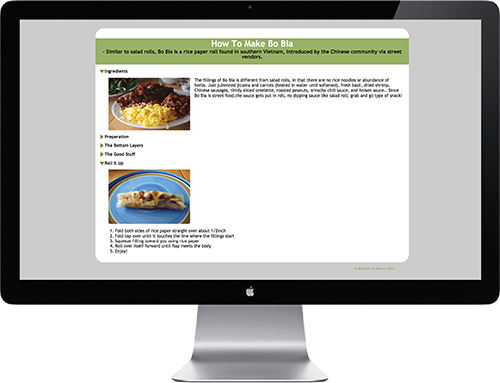 How To Make Bo Bia
- Similar to salad rolls, Bo Bia is a rice paper roll found in southern Vietnam, introduced by the Chinese community via street
vendors.
Ingredients
The fillings of Bo Bia is different from salad rolls, in that there are no rice noodles or abundance of
herbs. Just julienned jicama and carrots (heated in water until softened), fresh basil, dried shrimp,
Chinese sausages, thinly sliced omelette, roasted peanuts, sriracha chili sauce, and hoisen sauce.. Since
Bo Bia is street food,the sauce gets put in roll, no dipping sauce like salad roll; grab and go type of snack!
Preparation
The Bottom Layers
The Good Stuff
Roll It Up
1. Fold both sides of rice paper straight over about 1/2inch
2. Fold top over until it touches the line where the fillings start
3. Squeeze filling toward you using rice paper
4. Roll over itself forward until flap meets the body
5. Enjoy!